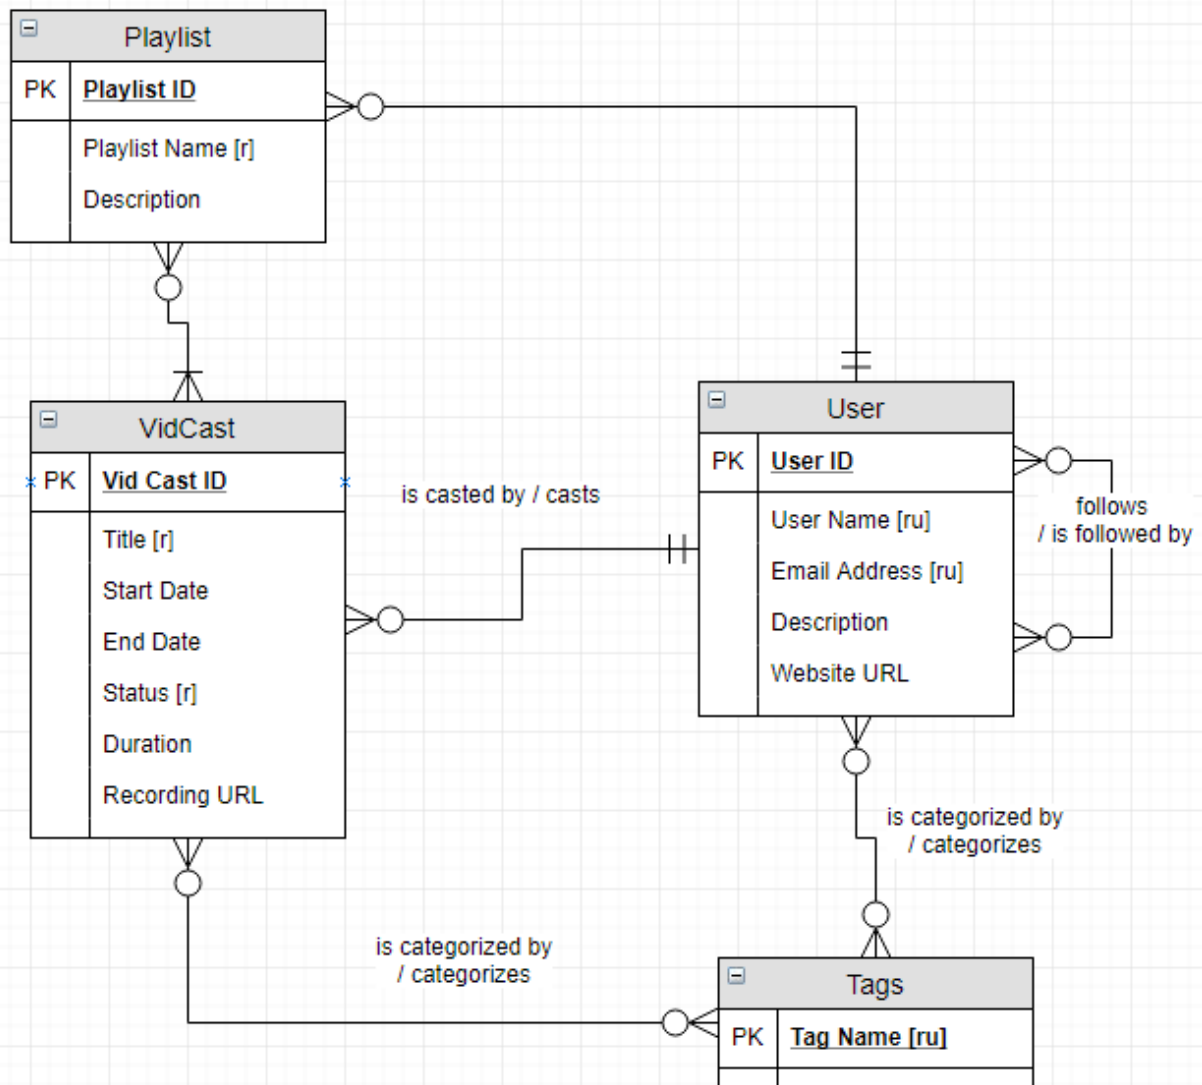 Playlist
PK Playlist ID
Playlist Name [r]
Description
VidCast
PK Vid Cast ID
Title [r]
Start Date
End Date
Status [r]
Duration
Recording URL
is casted by / casts
User
PK User ID
User Name [ru]
Email Address [ru]
Description
Website URL
follows
/ is followed by
is categorized by
/ categorizes
is categorized by
/ categorizes
Tags
PK Tag Name [ru]